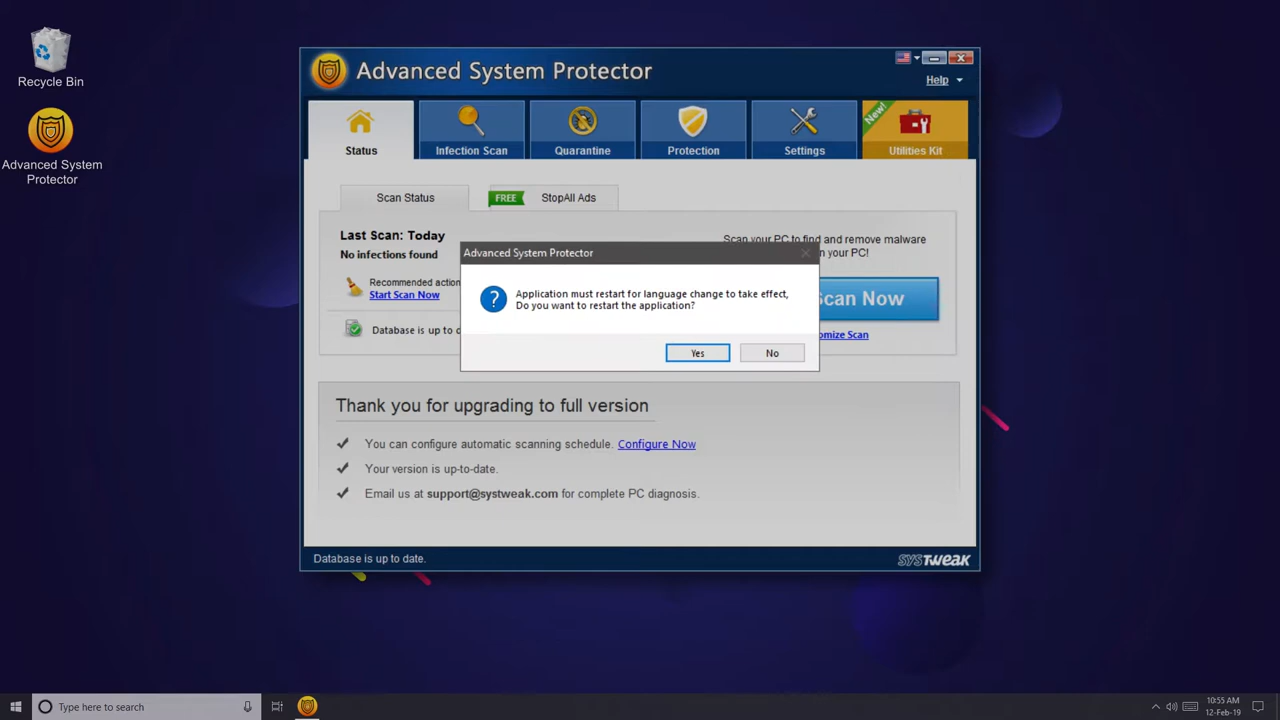 Recycle Bin
Advanced System
Protector
Advanced System Protector
Help
Status
Infection Scan
Quarantine
Protection
Settings
New!
Utilities Kit
Scan Status
FREE
StopAll Ads
Last Scan: Today
No infections found
Recommended action
Start Scan Now
Database is up to
Scan your PC to find and remove malware
on your PC!
Scan Now
omize Scan
Advanced System Protector
?
Application must restart for language change to take effect,
Do you want to restart the application?
Yes
No
Thank you for upgrading to full version
You can configure automatic scanning schedule. Configure Now
Your version is up-to-date.
Email us at support@systweak.com for complete PC diagnosis.
Database is up to date.
SYSTWEAK
Type here to search
10:55 AM
12-Feb-19